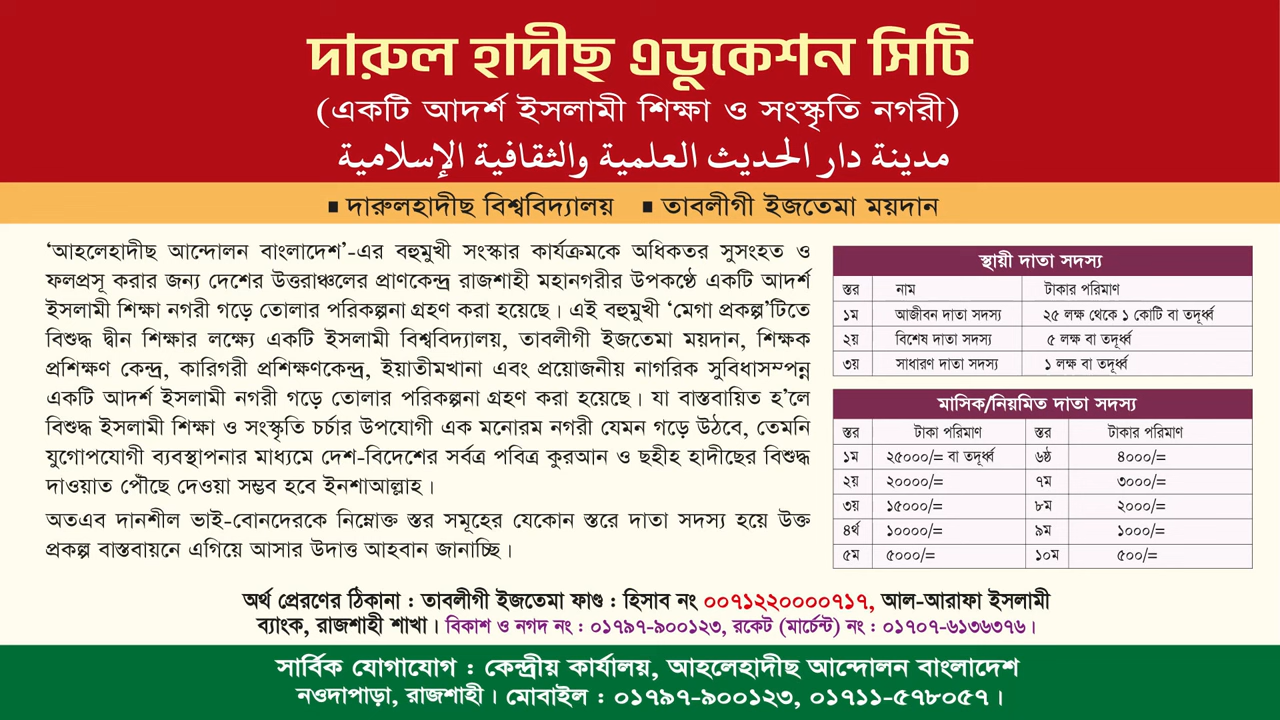 দারুল হাদীছ এডুকেশন সিটি
(একটি আদর্শ ইসলামী শিক্ষা ও সংস্কৃতি নগরী)
مدينة دار الحديث العلمية والثقافية الإسلامية
■ দারুলহাদীছ বিশ্ববিদ্যালয় ■ তাবলীগী ইজতেমা ময়দান
‘আহলেহাদীছ আন্দোলন বাংলাদেশ’-এর বহুমুখী সংস্কার কার্যক্রমকে অধিকতর সুসংহত ও
ফলপ্রসূ করার জন্য দেশের উত্তরাঞ্চলের প্রাণকেন্দ্র রাজশাহী মহানগরীর উপকণ্ঠে একটি আদর্শ
ইসলামী শিক্ষা নগরী গড়ে তোলার পরিকল্পনা গ্রহণ করা হয়েছে। এই বহুমুখী ‘মেগা প্রকল্প’টিতে
বিশুদ্ধ দ্বীন শিক্ষার লক্ষ্যে একটি ইসলামী বিশ্ববিদ্যালয়, তাবলীগী ইজতেমা ময়দান, শিক্ষক
প্রশিক্ষণ কেন্দ্র, কারিগরী প্রশিক্ষণকেন্দ্র, ইয়াতীমখানা এবং প্রয়োজনীয় নাগরিক সুবিধাসম্পন্ন
একটি আদর্শ ইসলামী নগরী গড়ে তোলার পরিকল্পনা গ্রহণ করা হয়েছে। যা বাস্তবায়িত হ’লে
বিশুদ্ধ ইসলামী শিক্ষা ও সংস্কৃতি চর্চার উপযোগী এক মনোরম নগরী যেমন গড়ে উঠবে, তেমনি
যুগোপযোগী ব্যবস্থাপনার মাধ্যমে দেশ-বিদেশের সর্বত্র পবিত্র কুরআন ও ছহীহ হাদীছের বিশুদ্ধ
দাওয়াত পৌঁছে দেওয়া সম্ভব হবে ইনশাআল্লাহ।
অতএব দানশীল ভাই-বোনদেরকে নিম্নোক্ত স্তর সমূহের যেকোন স্তরে দাতা সদস্য হয়ে উক্ত
প্রকল্প বাস্তবায়নে এগিয়ে আসার উদাত্ত আহবান জানাচ্ছি।
স্থায়ী দাতা সদস্য
স্তর নাম টাকার পরিমাণ
১ম আজীবন দাতা সদস্য ২৫ লক্ষ থেকে ১ কোটি বা তদূর্ধ্ব
২য় বিশেষ দাতা সদস্য ৫ লক্ষ বা তদূর্ধ্ব
৩য় সাধারণ দাতা সদস্য ১ লক্ষ বা তদূর্ধ্ব
মাসিক/নিয়মিত দাতা সদস্য
স্তর টাকা পরিমাণ স্তর টাকার পরিমাণ
১ম ২৫০০০/= বা তদূর্ধ্ব ৬ষ্ঠ ৪০০০/=
২য় ২০০০০/= ৭ম ৩০০০/=
৩য় ১৫০০০/= ৮ম ২০০০/=
৪র্থ ১০০০০/= ৯ম ১০০০/=
৫ম ৫০০০/= ১০ম ৫০০/=
অর্থ প্রেরণের ঠিকানা : তাবলীগী ইজতেমা ফাণ্ড : হিসাব নং ০০৭১২২০০০০৭১৭, আল-আরাফা ইসলামী
ব্যাংক, রাজশাহী শাখা। বিকাশ ও নগদ নং : ০১৭৯৭-৯০০১২৩, রকেট (মার্চেন্ট) নং : ০১৭০৭-৬১৩৬৩৭৬।
সার্বিক যোগাযোগ : কেন্দ্রীয় কার্যালয়, আহলেহাদীছ আন্দোলন বাংলাদেশ
নওদাপাড়া, রাজশাহী। মোবাইল : ০১৭৯৭-৯০০১২৩, ০১৭১১-৫৭৮০৫৭।